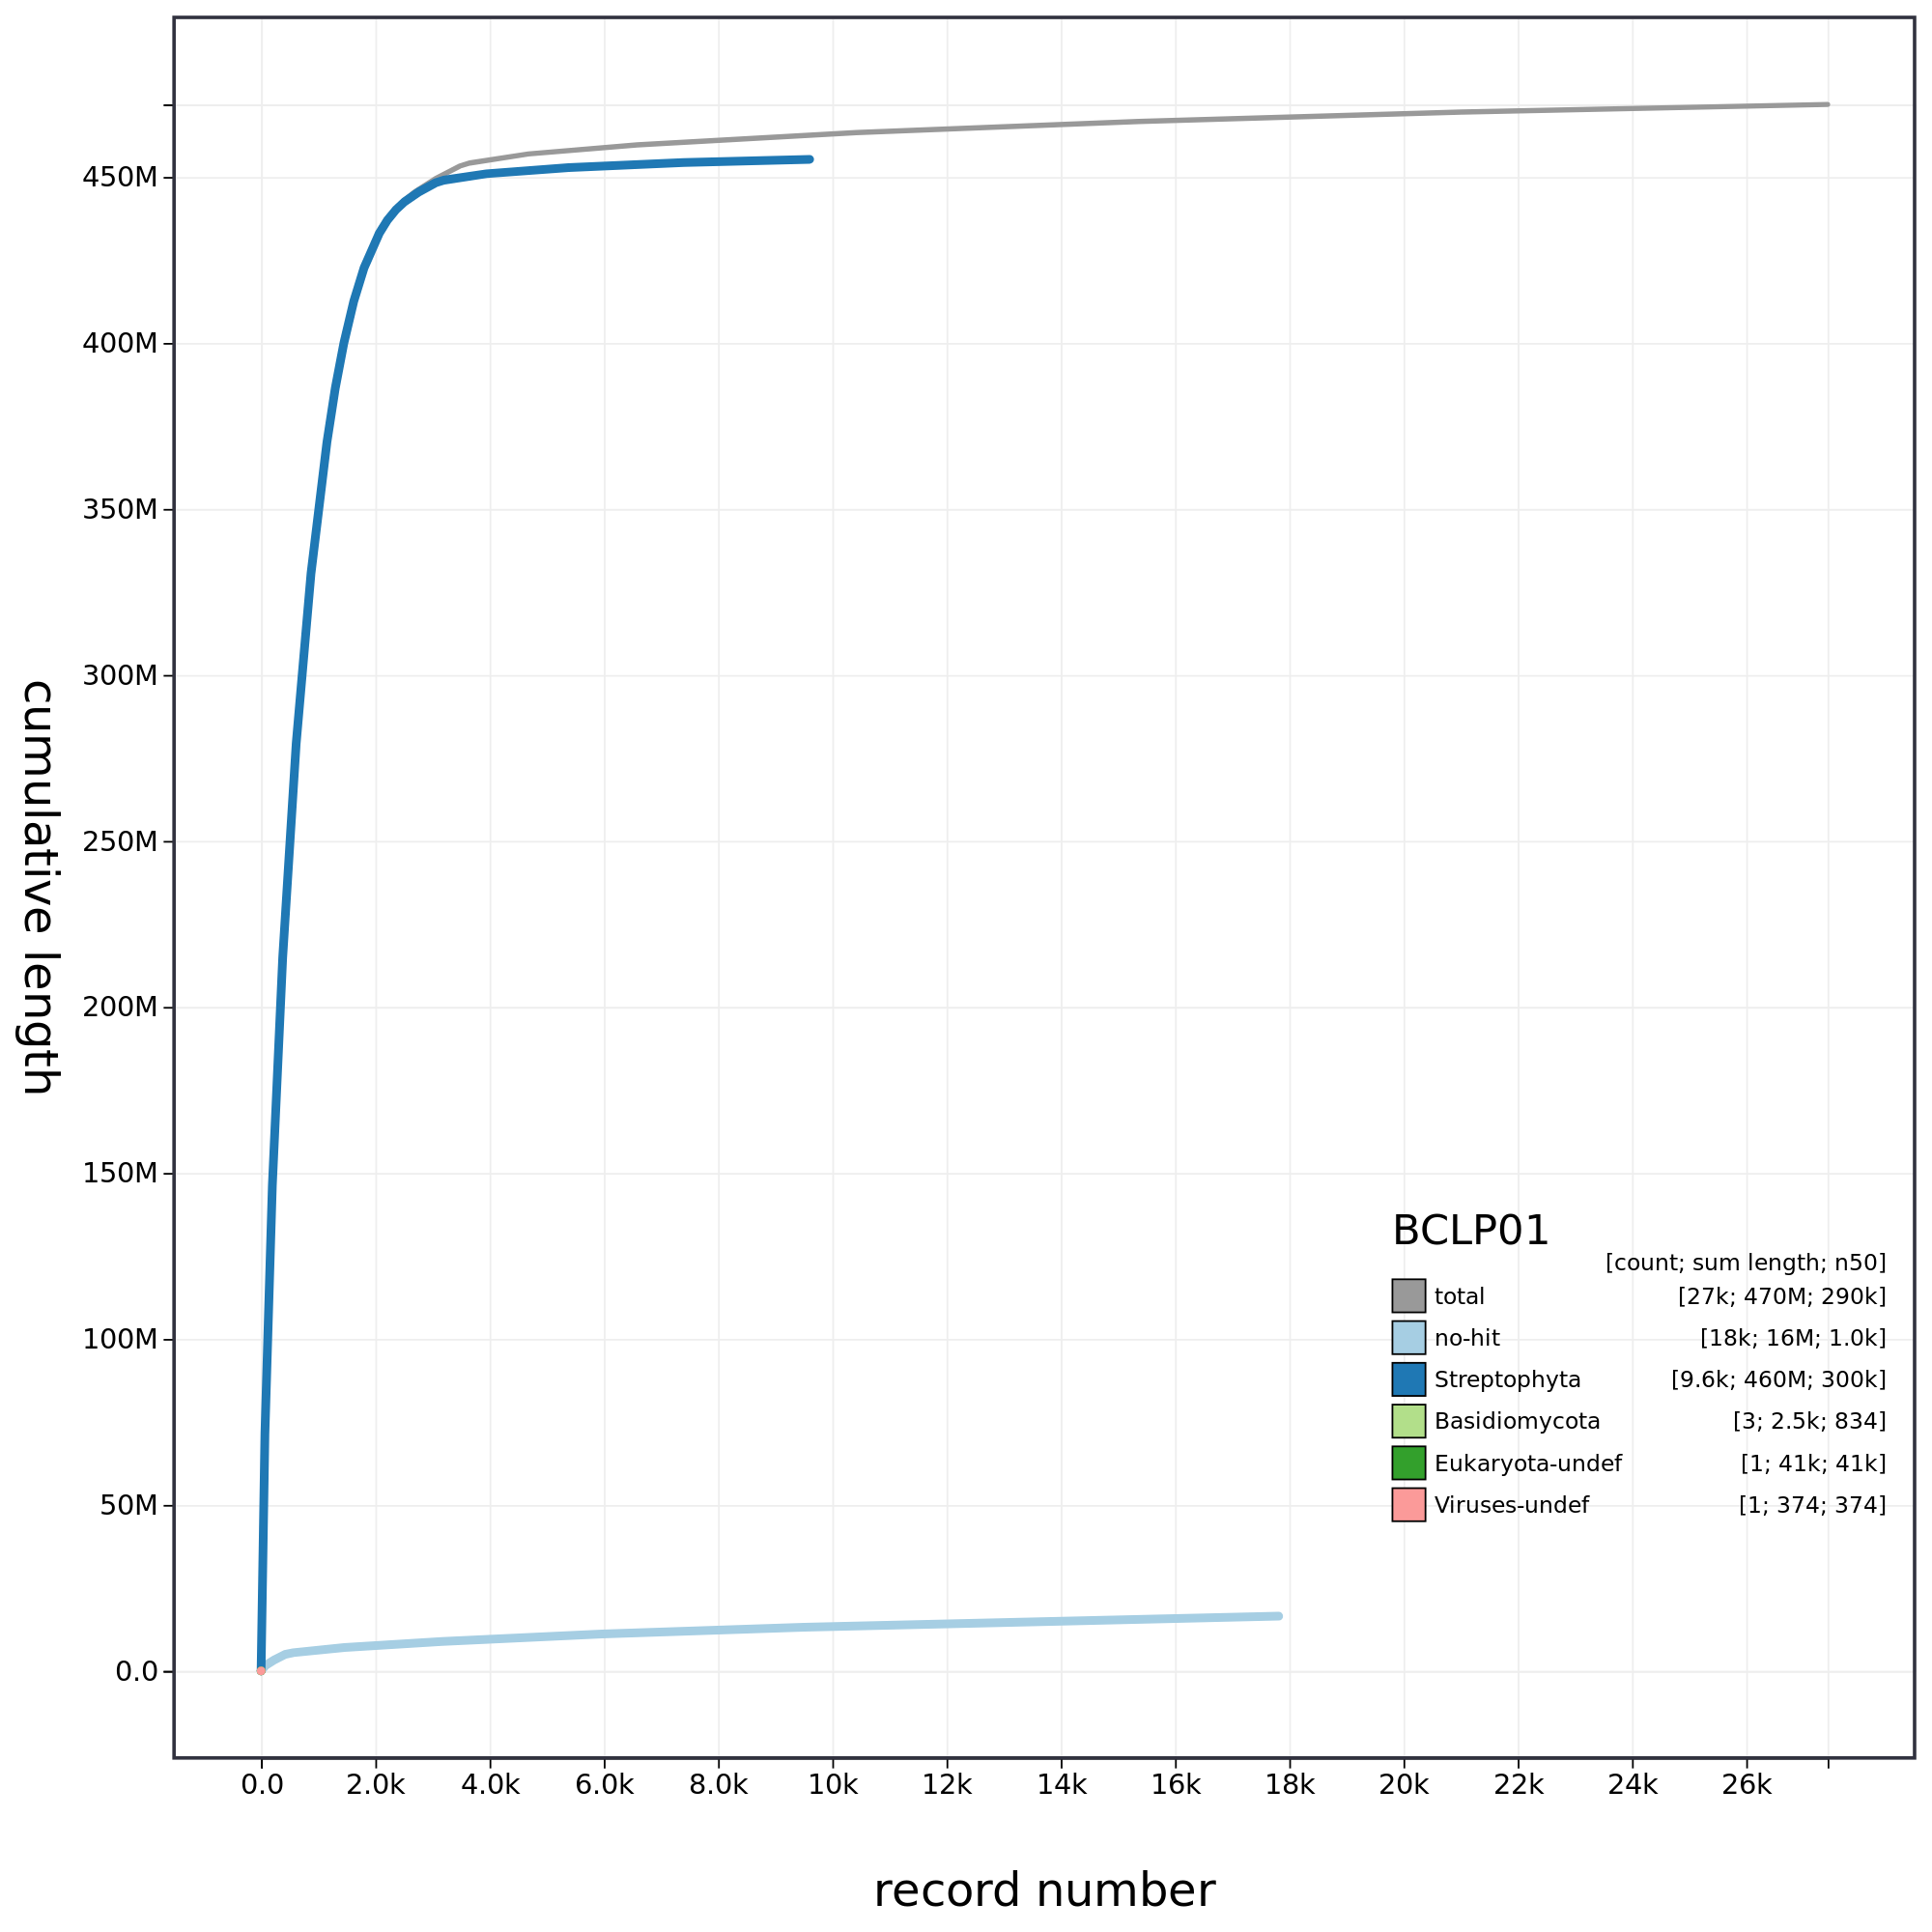 cumulative length
450M
400M
350M
300M
250M
200M
150M
100M
50M
0.0
BCLP01
[count; sum length; n50]
total [27k; 470M; 290k]
no-hit [18k; 16M; 1.0k]
Streptophyta [9.6k; 460M; 300k]
Basidiomycota [3; 2.5k; 834]
Eukaryota-undef [1; 41k; 41k]
Viruses-undef [1; 374; 374]
0.0 2.0k 4.0k 6.0k 8.0k 10k 12k 14k 16k 18k 20k 22k 24k 26k
record number